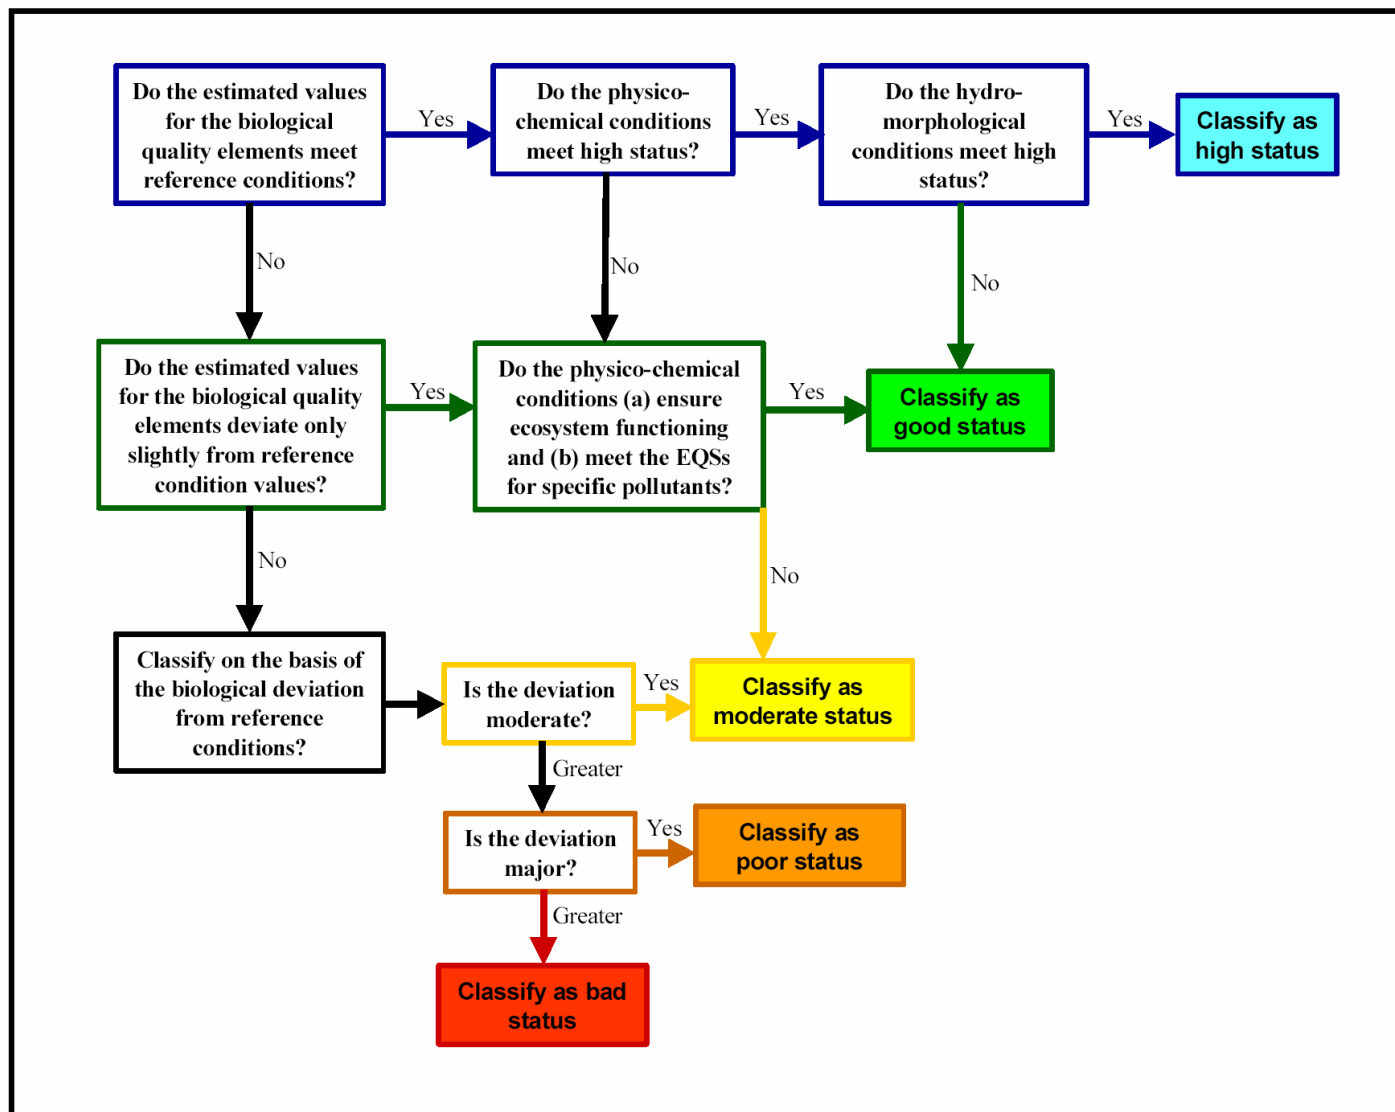 Do the estimated values
for the biological
quality elements meet
reference conditions?
Yes
Do the physico-
chemical conditions
meet high status?
Yes
Do the hydro-
morphological
conditions meet high
status?
Yes
Classify as
high status
No
No
No
Do the estimated values
for the biological quality
elements deviate only
slightly from reference
condition values?
Yes
Do the physico-chemical
conditions (a) ensure
ecosystem functioning
and (b) meet the EQSs
for specific pollutants?
Yes
Classify as
good status
No
No
Classify on the basis of
the biological deviation
from reference
conditions?
Is the deviation
moderate?
Yes
Classify as
moderate status
Greater
Is the deviation
major?
Yes
Classify as
poor status
Greater
Classify as bad
status